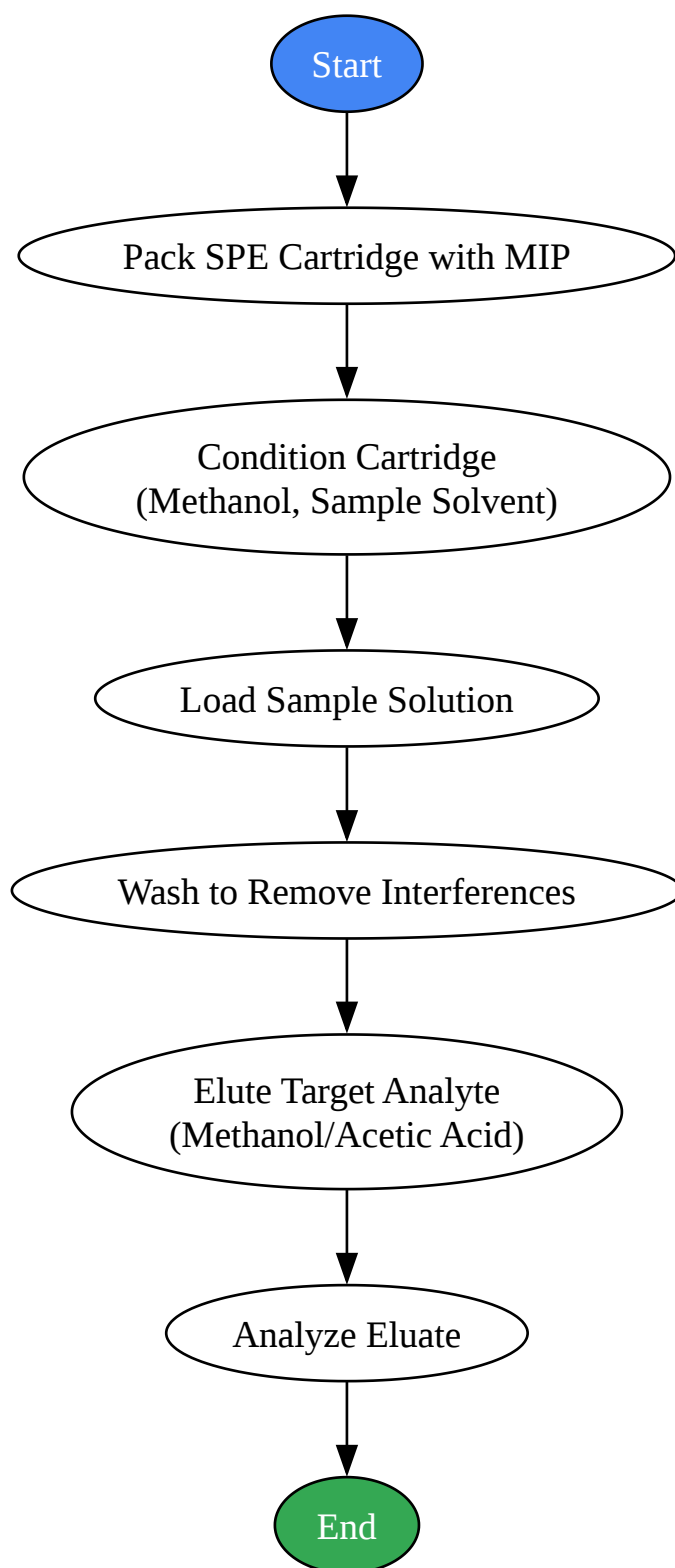 Start
Pack SPE Cartridge with MIP
Condition Cartridge
(Methanol, Sample Solvent)
Load Sample Solution
Wash to Remove Interferences
Elute Target Analyte
(Methanol/Acetic Acid)
Analyze Eluate
End